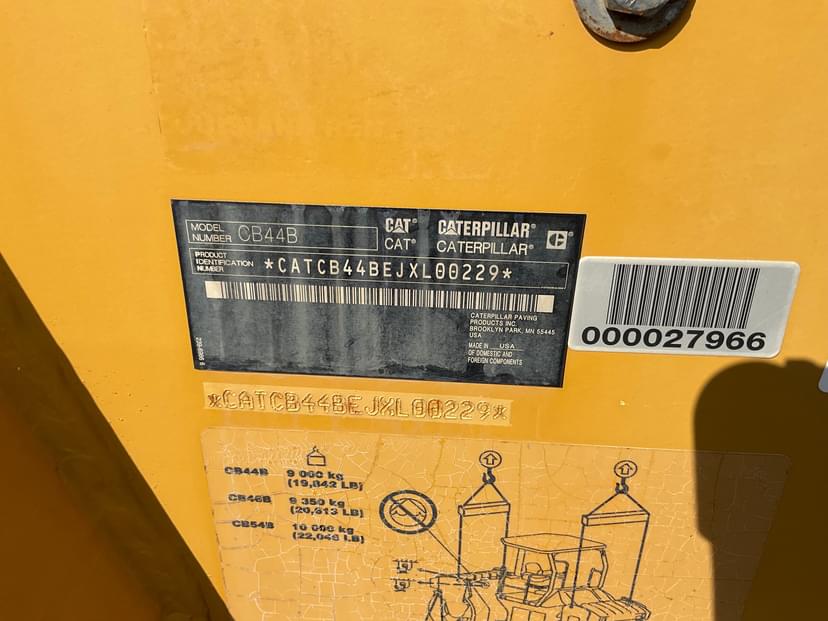 MODEL NUMBER CB44B
CAT® CATERPILLAR®
CAT® CATERPILLAR®
PRODUCT IDENTIFICATION NUMBER *CATCB44BEJXL00229*
CATERPILLAR PAVING
PRODUCTS INC.
BROOKLYN PARK, MN 55445
USA
MADE IN USA
OF DOMESTIC AND
FOREIGN COMPONENTS
000027966
*CATCB44BEJXL00229*
CB44B 9 000 kg
(19,842 LB)
CB46B 9 350 kg
(20,613 LB)
CB54B 10 000 kg
(22,046 LB)